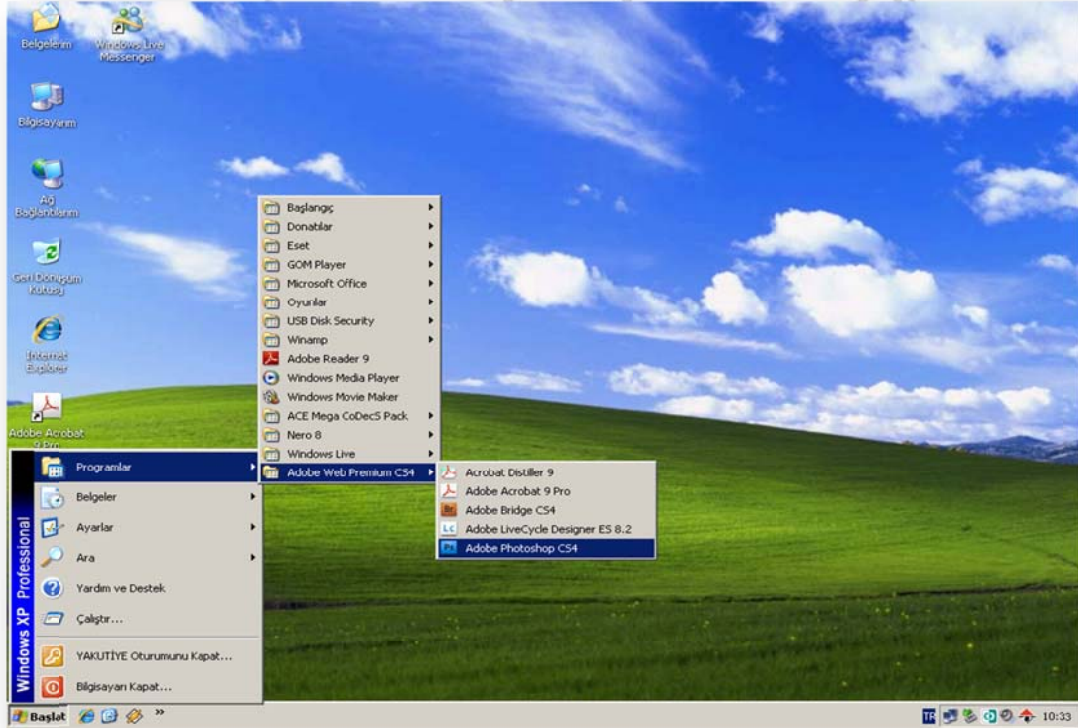 Belgelerim
Windows Live
Messenger
Bilgisayarım
Ağ
Bağlantılarım
Geri Dönüşüm
Kutusu
Internet
Explorer
Adobe Acrobat
9 Pro
Başlangıç
Donatılar
Eset
GOM Player
Microsoft Office
Oyunlar
USB Disk Security
Winamp
Adobe Reader 9
Windows Media Player
Windows Movie Maker
ACE Mega CoDecS Pack
Nero 8
Windows Live
Adobe Web Premium CS4
Acrobat Distiller 9
Adobe Acrobat 9 Pro
Br Adobe Bridge CS4
Lc Adobe LiveCycle Designer ES 8.2
Ps Adobe Photoshop CS4
Windows XP Professional
Programlar
Belgeler
Ayarlar
Ara
Yardım ve Destek
Çalıştır...
YAKUTİYE Oturumunu Kapat...
Bilgisayarı Kapat...
Başlat
»
TR
10:33